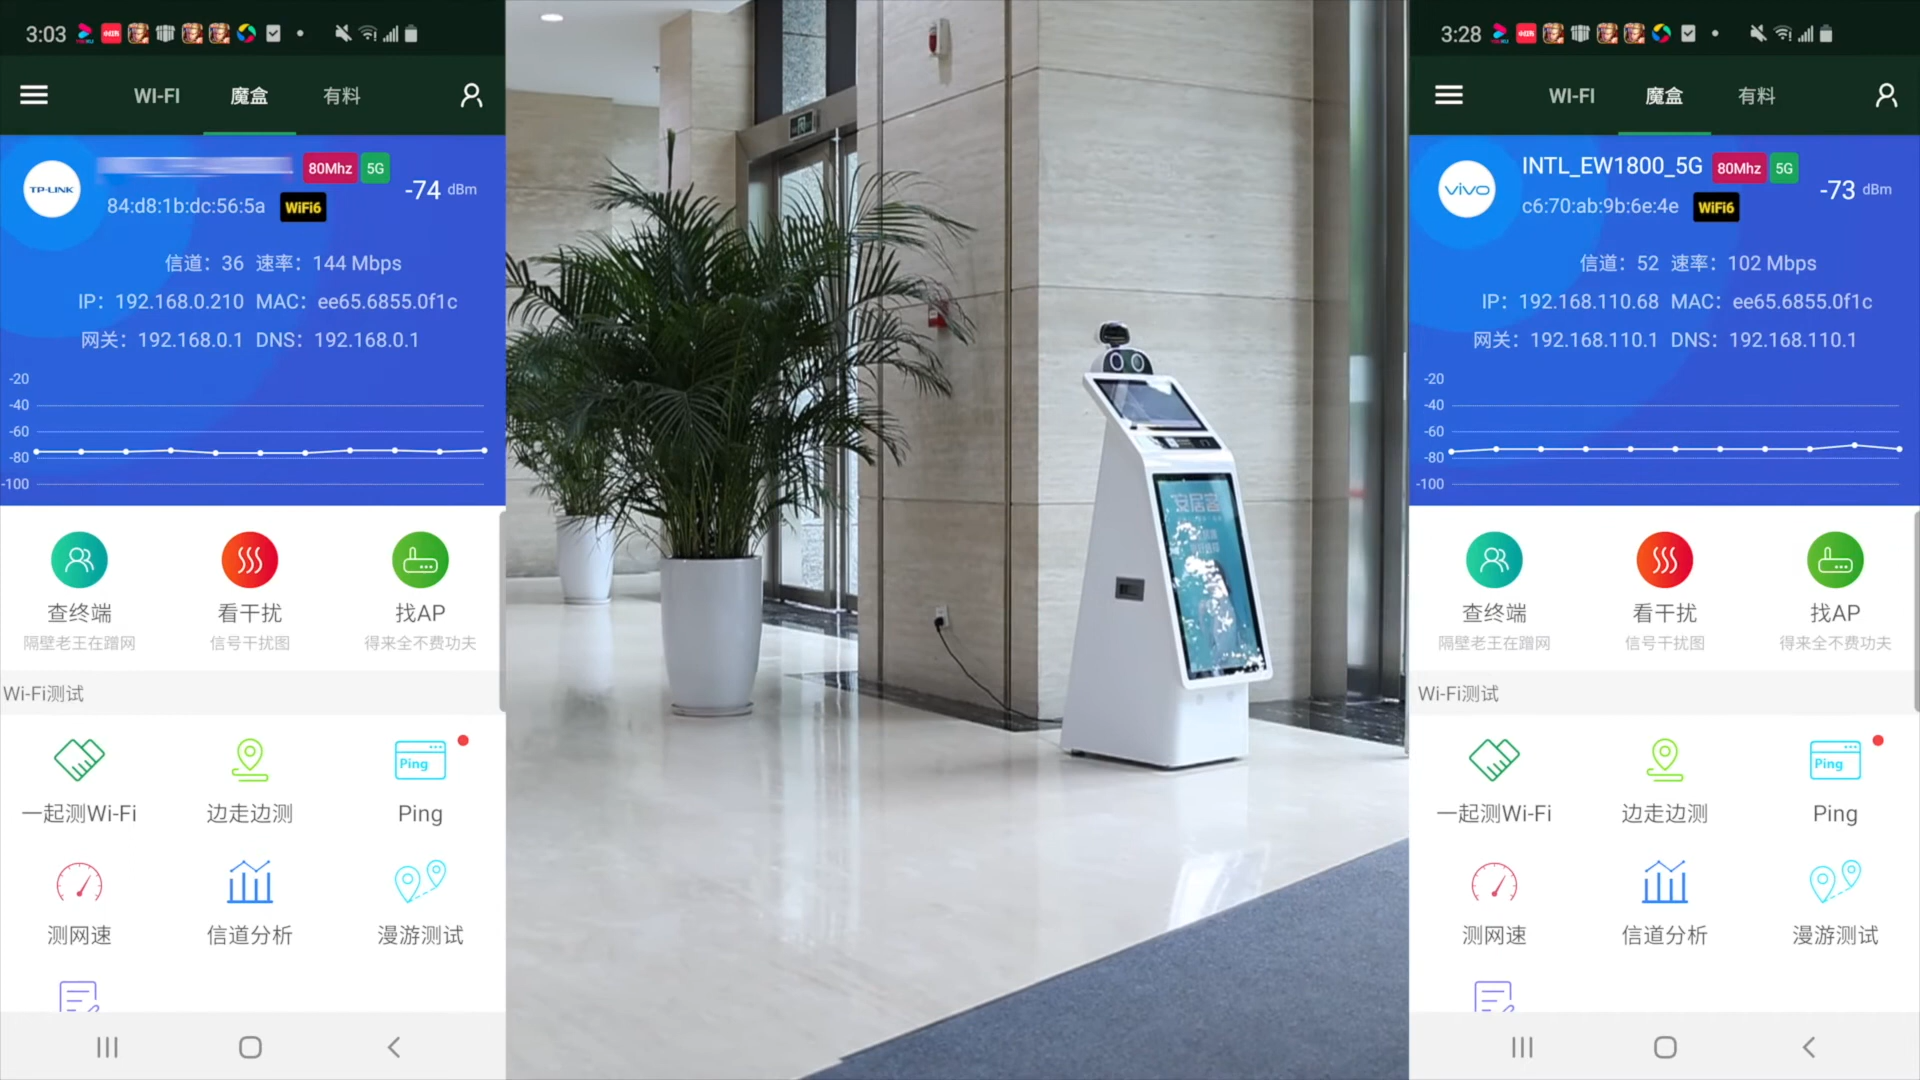 3:03
WI-FI 魔盒 有料
TP-LINK
80Mhz 5G
-74 dBm
84:d8:1b:dc:56:5a WiFi6
信道：36 速率：144 Mbps
IP：192.168.0.210 MAC：ee65.6855.0f1c
网关：192.168.0.1 DNS：192.168.0.1
-20
-40
-60
-80
-100
查终端 看干扰 找AP
隔壁老王在蹭网 信号干扰图 得来全不费功夫
Wi-Fi测试
Ping
一起测Wi-Fi 边走边测 Ping
测网速 信道分析 漫游测试
安居客
3:28
WI-FI 魔盒 有料
vivo
INTL_EW1800_5G 80Mhz 5G
-73 dBm
c6:70:ab:9b:6e:4e WiFi6
信道：52 速率：102 Mbps
IP：192.168.110.68 MAC：ee65.6855.0f1c
网关：192.168.110.1 DNS：192.168.110.1
-20
-40
-60
-80
-100
查终端 看干扰 找AP
隔壁老王在蹭网 信号干扰图 得来全不费功夫
Wi-Fi测试
Ping
一起测Wi-Fi 边走边测 Ping
测网速 信道分析 漫游测试